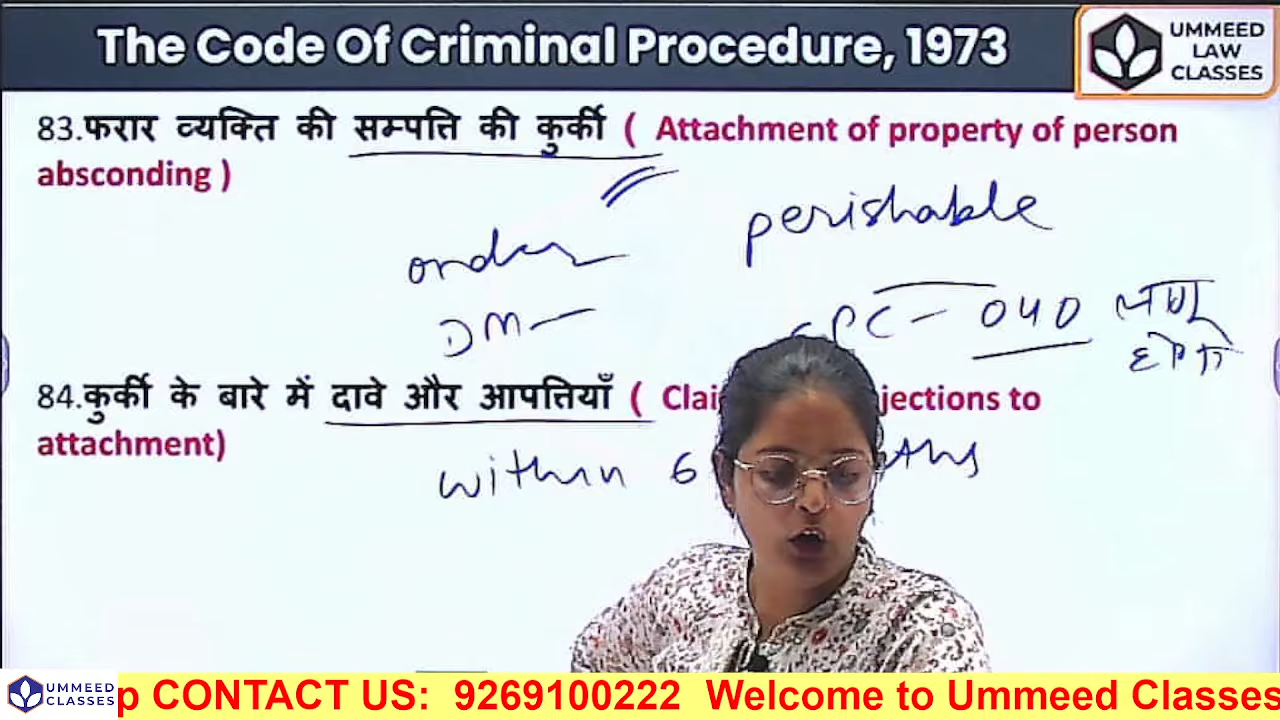 The Code Of Criminal Procedure, 1973
UMMEED
LAW
CLASSES
83.फरार व्यक्ति की सम्पत्ति की कुर्की ( Attachment of property of person
absconding )
perishable
order
DM
CPC - 040
84.कुर्की के बारे में दावे और आपत्तियाँ ( Clai jections to
attachment)
within 6 ths
UMMEED
CLASSES
p CONTACT US: 9269100222 Welcome to Ummeed Classes